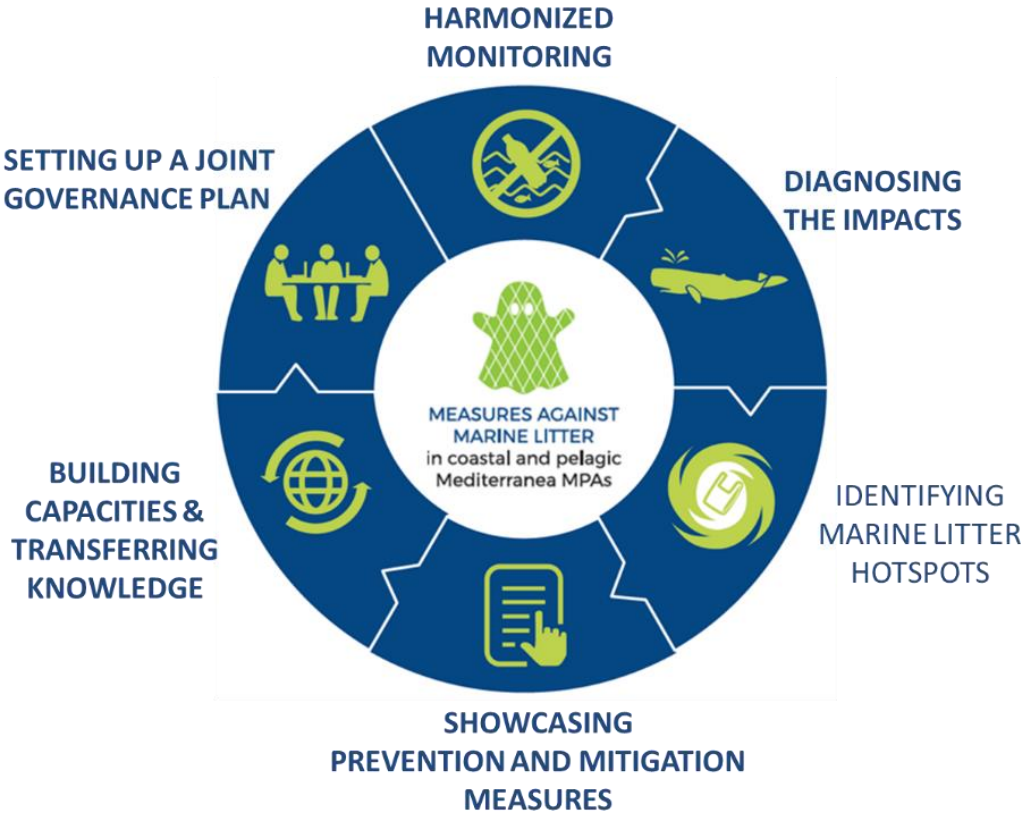 HARMONIZED
MONITORING
SETTING UP A JOINT
GOVERNANCE PLAN
DIAGNOSING
THE IMPACTS
MEASURES AGAINST
MARINE LITTER
in coastal and pelagic
Mediterranea MPAs
BUILDING
CAPACITIES &
TRANSFERRING
KNOWLEDGE
IDENTIFYING
MARINE LITTER
HOTSPOTS
SHOWCASING
PREVENTION AND MITIGATION
MEASURES